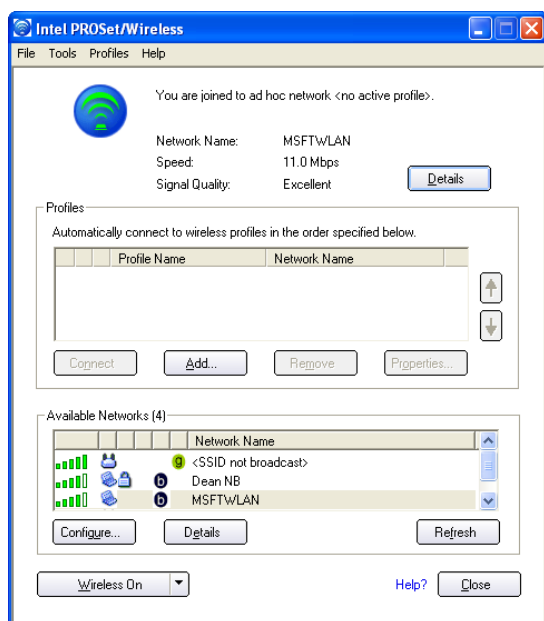 Intel PROSet/Wireless
File Tools Profiles Help
You are joined to ad hoc network <no active profile>.
Network Name: MSFTWLAN
Speed: 11.0 Mbps
Signal Quality: Excellent
Details
Profiles
Automatically connect to wireless profiles in the order specified below.
Profile Name Network Name
Connect Add... Remove Properties...
Available Networks (4)
Network Name
g <SSID not broadcast>
b Dean NB
b MSFTWLAN
Configure... Details Refresh
Wireless On Help? Close